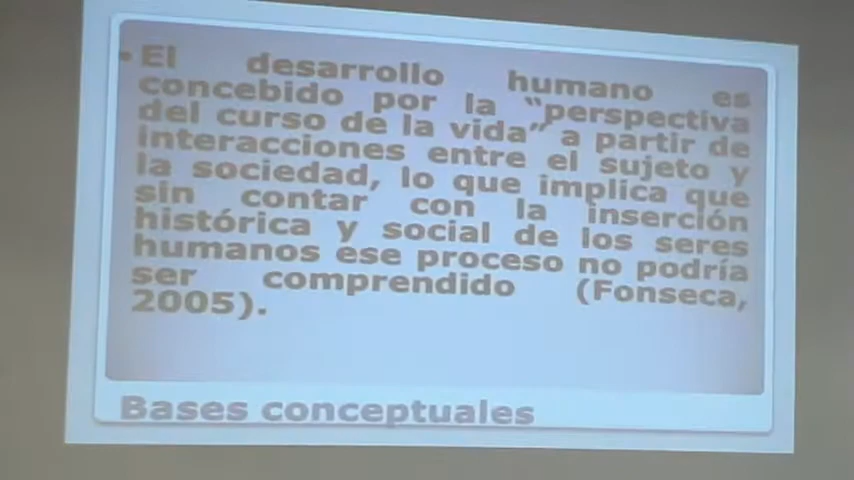 • El desarrollo humano es
concebido por la "perspectiva
del curso de la vida" a partir de
interacciones entre el sujeto y
la sociedad, lo que implica que
sin contar con la inserción
histórica y social de los seres
humanos ese proceso no podría
ser comprendido (Fonseca,
2005).
Bases conceptuales